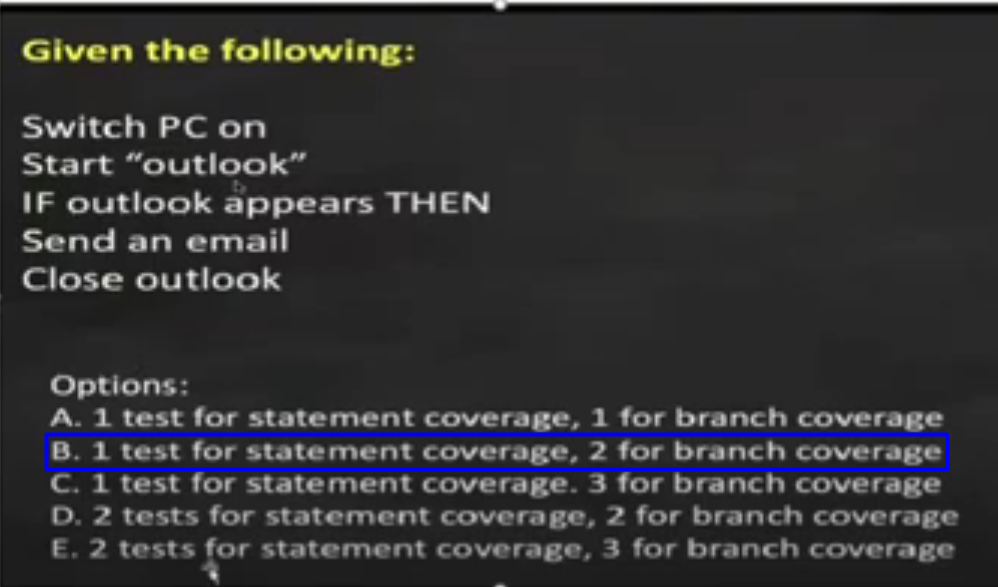 Given the following:
Switch PC on
Start “outlook”
IF outlook appears THEN
Send an email
Close outlook
Options:
A. 1 test for statement coverage, 1 for branch coverage
B. 1 test for statement coverage, 2 for branch coverage
C. 1 test for statement coverage. 3 for branch coverage
D. 2 tests for statement coverage, 2 for branch coverage
E. 2 tests for statement coverage, 3 for branch coverage